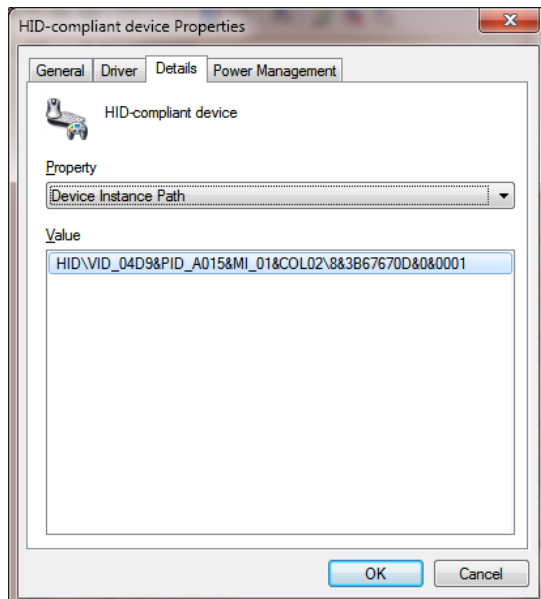 HID-compliant device Properties
General Driver Details Power Management
HID-compliant device
Property
Device Instance Path
Value
HID\VID_04D9&PID_A015&MI_01&COL02\8&3B67670D&0&0001
OK Cancel